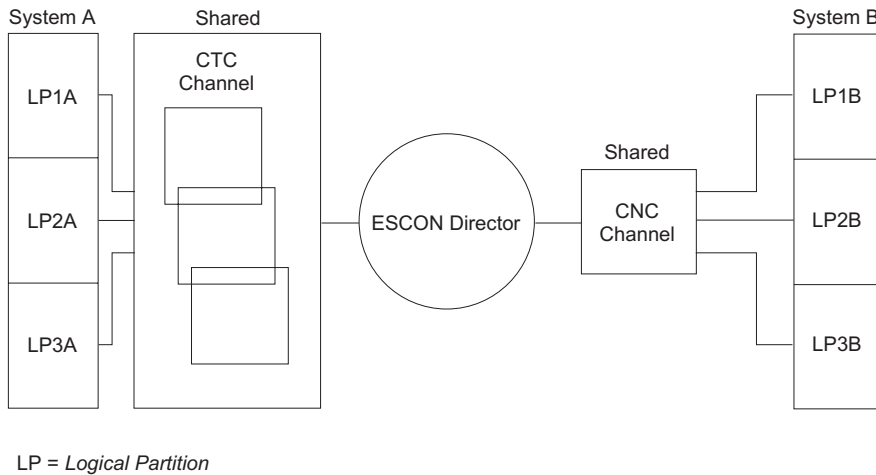 System A
Shared
System B
CTC
Channel
LP1A
LP1B
Shared
LP2A
ESCON Director
CNC
Channel
LP2B
LP3A
LP3B
LP = Logical Partition